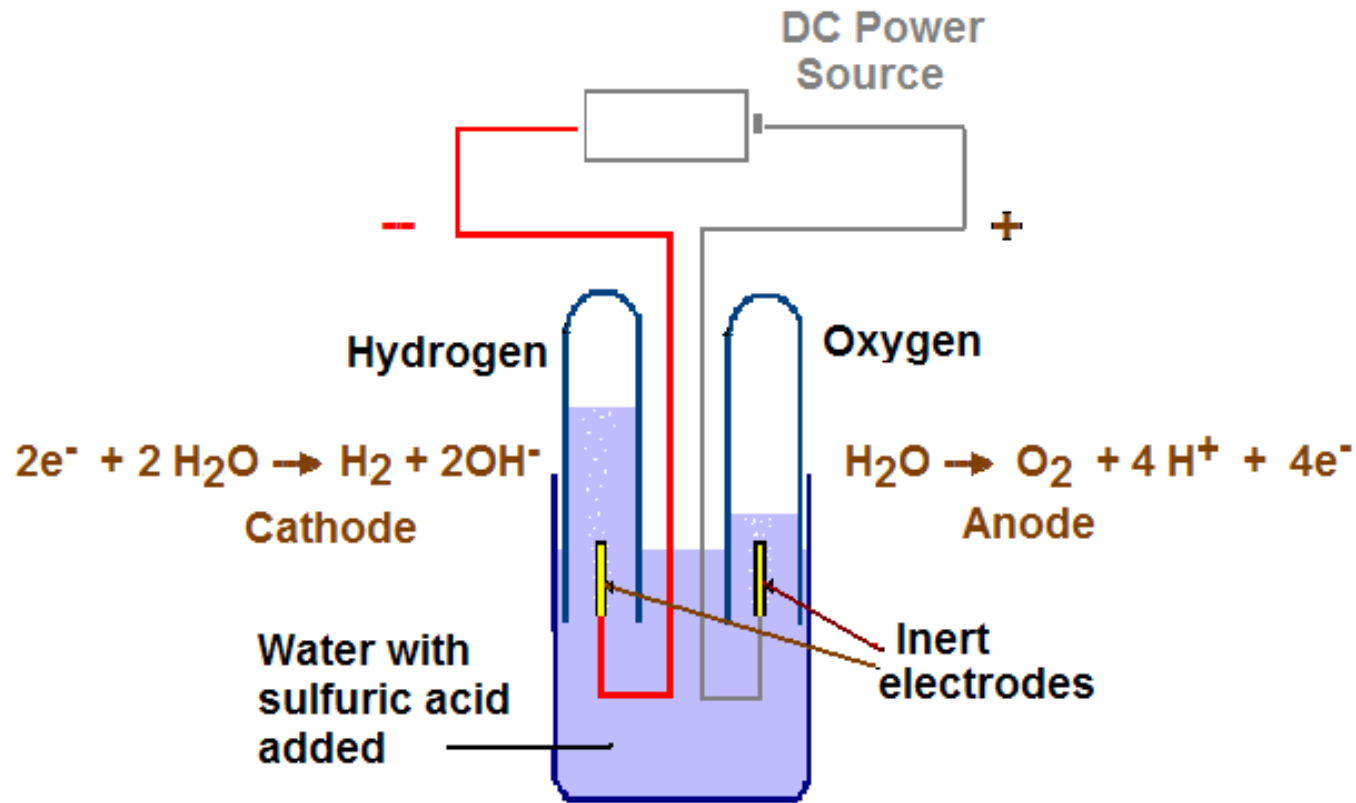 DC Power
Source
-- +
Hydrogen
Oxygen
2e⁻ + 2 H₂O → H₂ + 2OH⁻
Cathode
H₂O → O₂ + 4 H⁺ + 4e⁻
Anode
Water with
sulfuric acid
added
Inert
electrodes